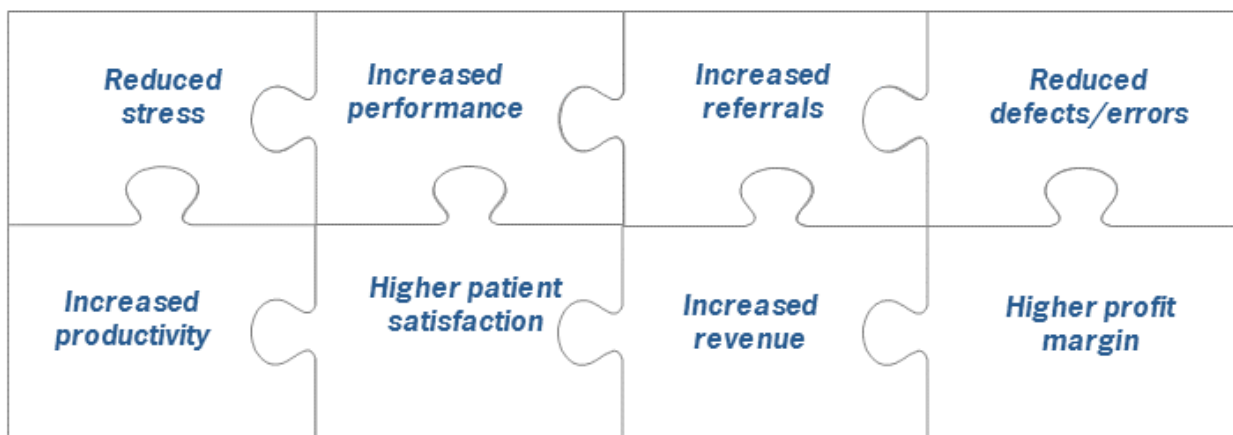 Reduced
stress
Increased
performance
Increased
referrals
Reduced
defects/errors
Increased
productivity
Higher patient
satisfaction
Increased
revenue
Higher profit
margin